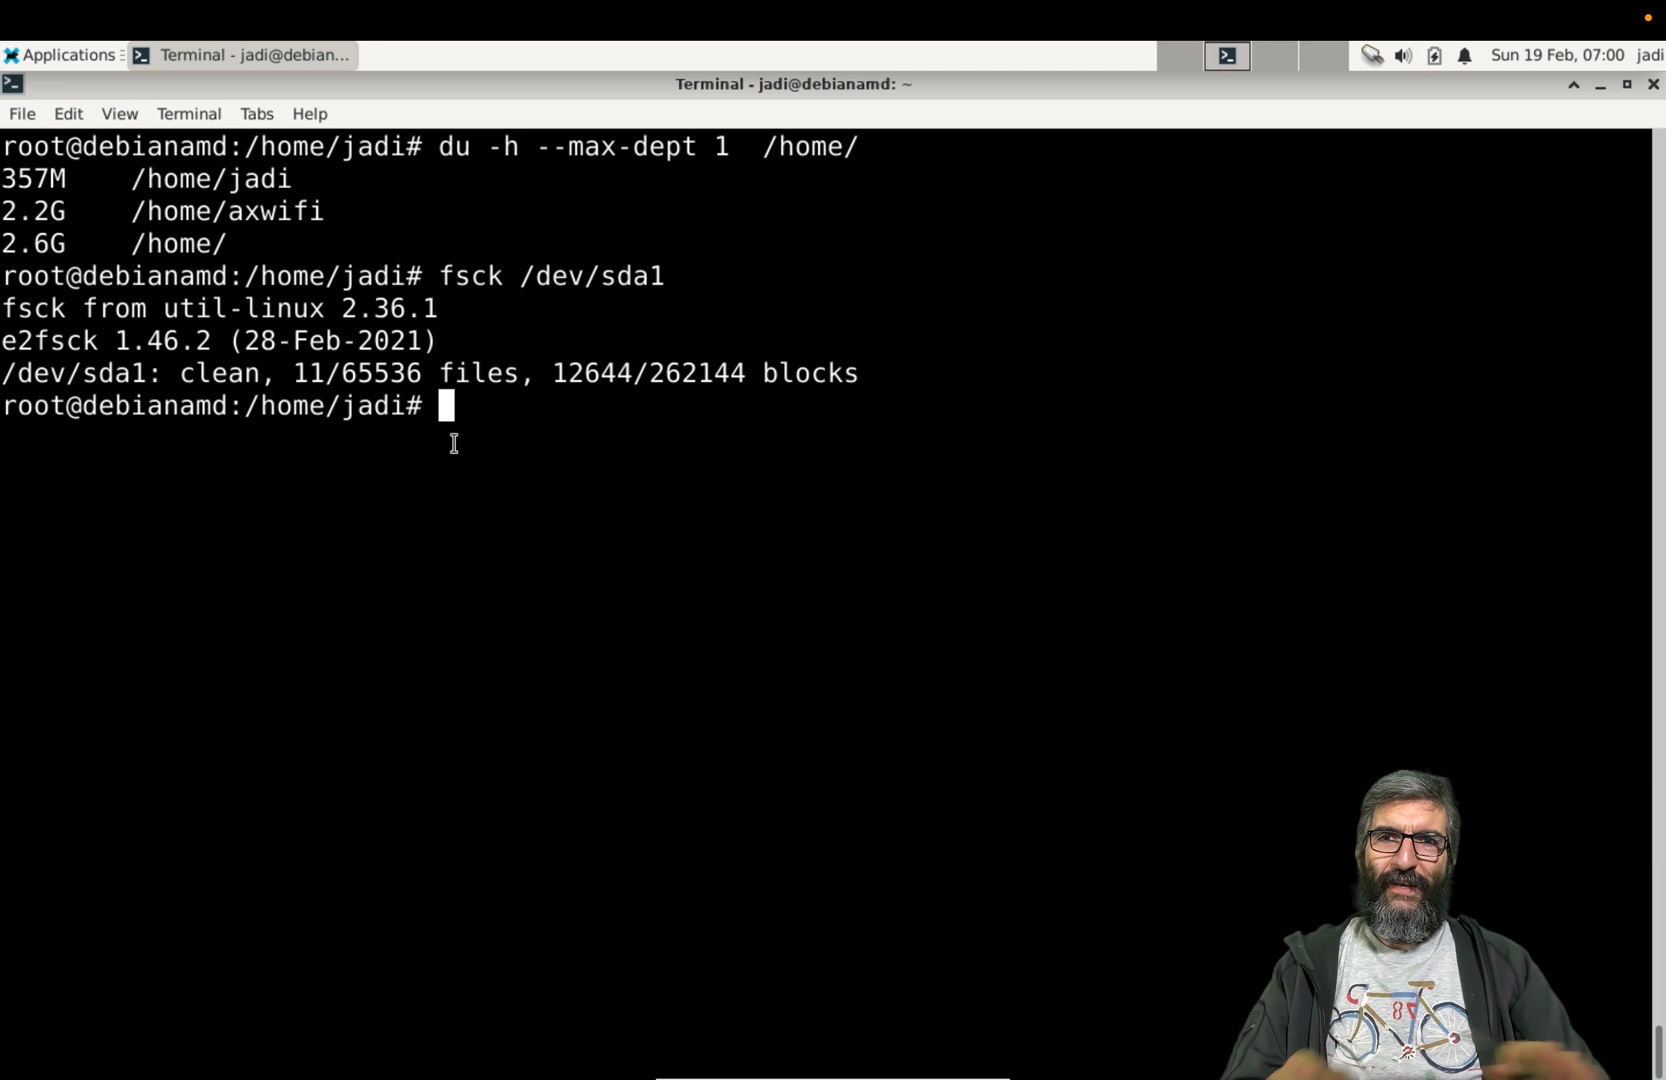 Applications
Terminal - jadi@debian...
Sun 19 Feb, 07:00
jadi
Terminal - jadi@debianamd: ~
File Edit View Terminal Tabs Help
root@debianamd:/home/jadi# du -h --max-dept 1  /home/
357M    /home/jadi
2.2G    /home/axwifi
2.6G    /home/
root@debianamd:/home/jadi# fsck /dev/sda1
fsck from util-linux 2.36.1
e2fsck 1.46.2 (28-Feb-2021)
/dev/sda1: clean, 11/65536 files, 12644/262144 blocks
root@debianamd:/home/jadi#